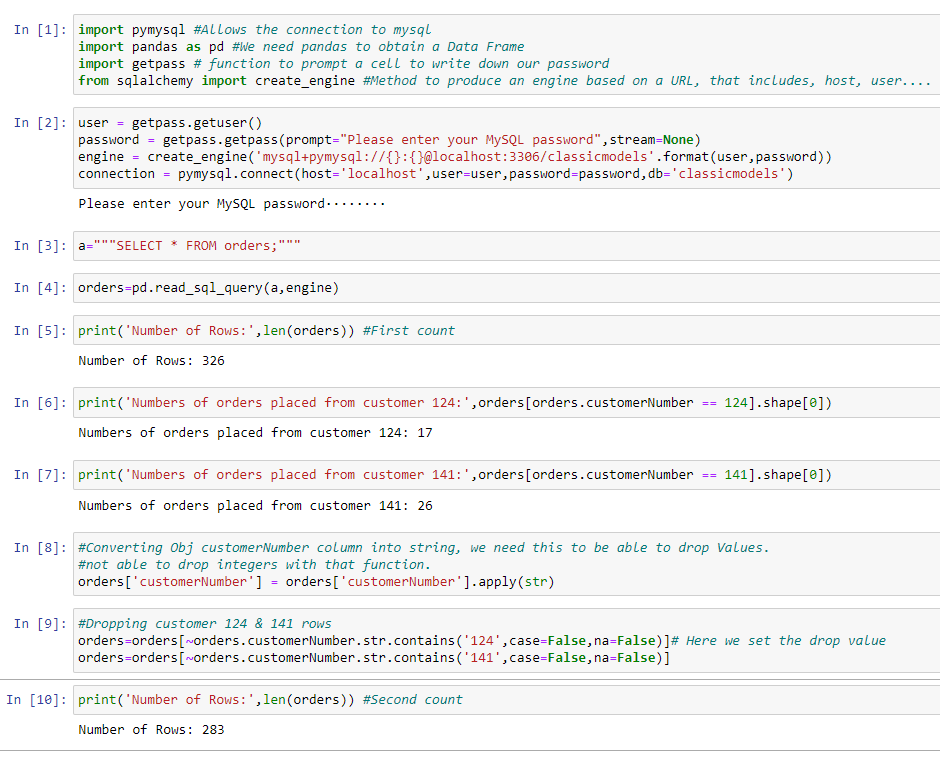 In [1]: import pymysql #Allows the connection to mysql
import pandas as pd #We need pandas to obtain a Data Frame
import getpass # function to prompt a cell to write down our password
from sqlalchemy import create_engine #Method to produce an engine based on a URL, that includes, host, user....
In [2]: user = getpass.getuser()
password = getpass.getpass(prompt="Please enter your MySQL password",stream=None)
engine = create_engine('mysql+pymysql://{}:{}@localhost:3306/classicmodels'.format(user,password))
connection = pymysql.connect(host='localhost',user=user,password=password,db='classicmodels')
Please enter your MySQL password········
In [3]: a="""SELECT * FROM orders;"""
In [4]: orders=pd.read_sql_query(a,engine)
In [5]: print('Number of Rows:',len(orders)) #First count
Number of Rows: 326
In [6]: print('Numbers of orders placed from customer 124:',orders[orders.customerNumber == 124].shape[0])
Numbers of orders placed from customer 124: 17
In [7]: print('Numbers of orders placed from customer 141:',orders[orders.customerNumber == 141].shape[0])
Numbers of orders placed from customer 141: 26
In [8]: #Converting Obj customerNumber column into string, we need this to be able to drop Values.
#not able to drop integers with that function.
orders['customerNumber'] = orders['customerNumber'].apply(str)
In [9]: #Dropping customer 124 & 141 rows
orders=orders[~orders.customerNumber.str.contains('124',case=False,na=False)]# Here we set the drop value
orders=orders[~orders.customerNumber.str.contains('141',case=False,na=False)]
In [10]: print('Number of Rows:',len(orders)) #Second count
Number of Rows: 283